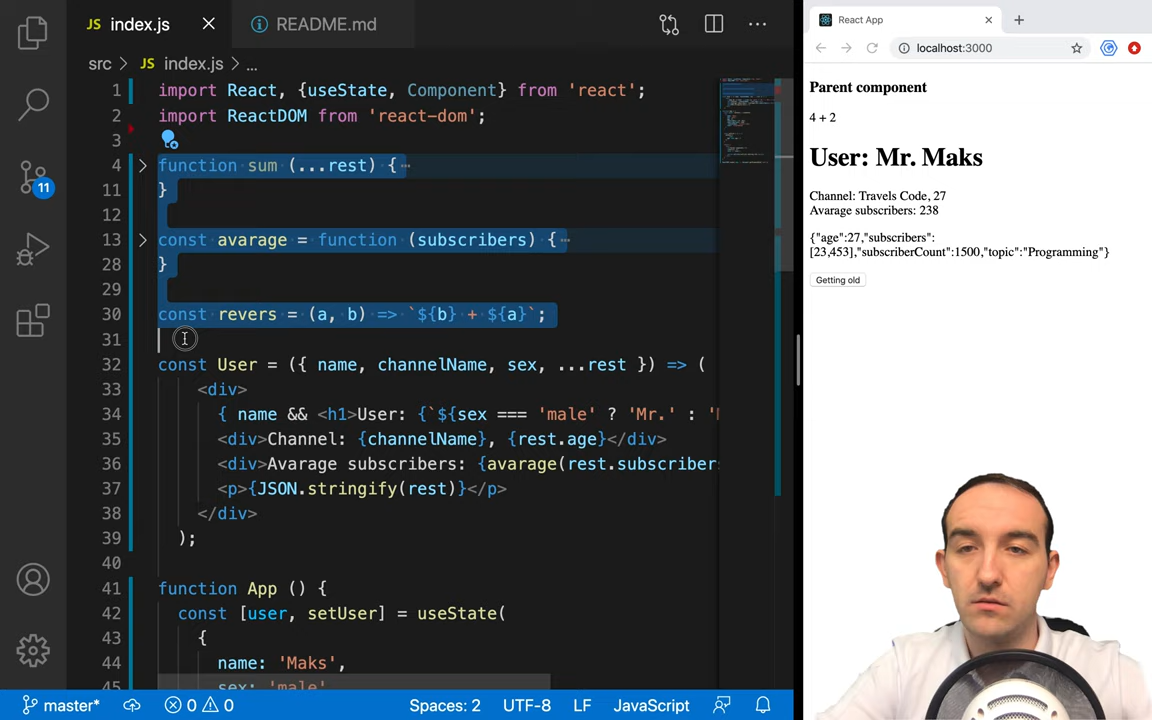 JS index.js
README.md
src > JS index.js > ...
1 import React, {useState, Component} from 'react';
2 import ReactDOM from 'react-dom';
3
4 function sum (...rest) {
11 }
12
13 const avarage = function (subscribers) {
28 }
29
30 const revers = (a, b) => `${b} + ${a}`;
31
32 const User = ({ name, channelName, sex, ...rest }) => (
33 <div>
34 { name && <h1>User: {`${sex === 'male' ? 'Mr.' : '
35 <div>Channel: {channelName}, {rest.age}</div>
36 <div>Avarage subscribers: {avarage(rest.subscriber
37 <p>{JSON.stringify(rest)}</p>
38 </div>
39 );
40
41 function App () {
42 const [user, setUser] = useState(
43 {
44 name: 'Maks',
45 sex: 'male'
11
master* 0 0 Spaces: 2 UTF-8 LF JavaScript
React App
localhost:3000
Parent component
4 + 2
User: Mr. Maks
Channel: Travels Code, 27
Avarage subscribers: 238
{"age":27,"subscribers":
[23,453],"subscriberCount":1500,"topic":"Programming"}
Getting old